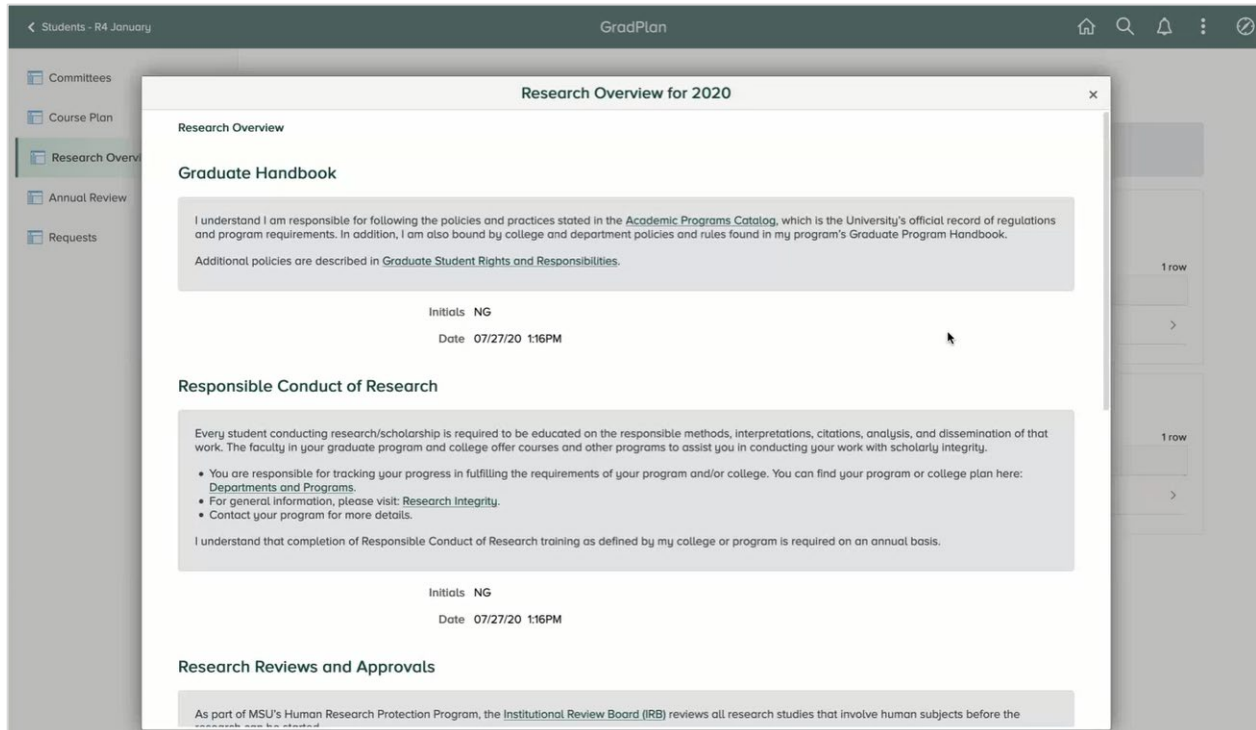 Students - R4 January
GradPlan
Committees
Course Plan
Research Overvi
Annual Review
Requests
Research Overview for 2020
×
Research Overview
Graduate Handbook
I understand I am responsible for following the policies and practices stated in the Academic Programs Catalog, which is the University's official record of regulations
and program requirements. In addition, I am also bound by college and department policies and rules found in my program's Graduate Program Handbook.
Additional policies are described in Graduate Student Rights and Responsibilities.
Initials NG
Date 07/27/20 1:16PM
1 row
Responsible Conduct of Research
Every student conducting research/scholarship is required to be educated on the responsible methods, interpretations, citations, analysis, and dissemination of that
work. The faculty in your graduate program and college offer courses and other programs to assist you in conducting your work with scholarly integrity.
• You are responsible for tracking your progress in fulfilling the requirements of your program and/or college. You can find your program or college plan here:
Departments and Programs.
• For general information, please visit: Research Integrity.
• Contact your program for more details.
I understand that completion of Responsible Conduct of Research training as defined by my college or program is required on an annual basis.
1 row
Initials NG
Date 07/27/20 1:16PM
Research Reviews and Approvals
As part of MSU's Human Research Protection Program, the Institutional Review Board (IRB) reviews all research studies that involve human subjects before the
research can be started